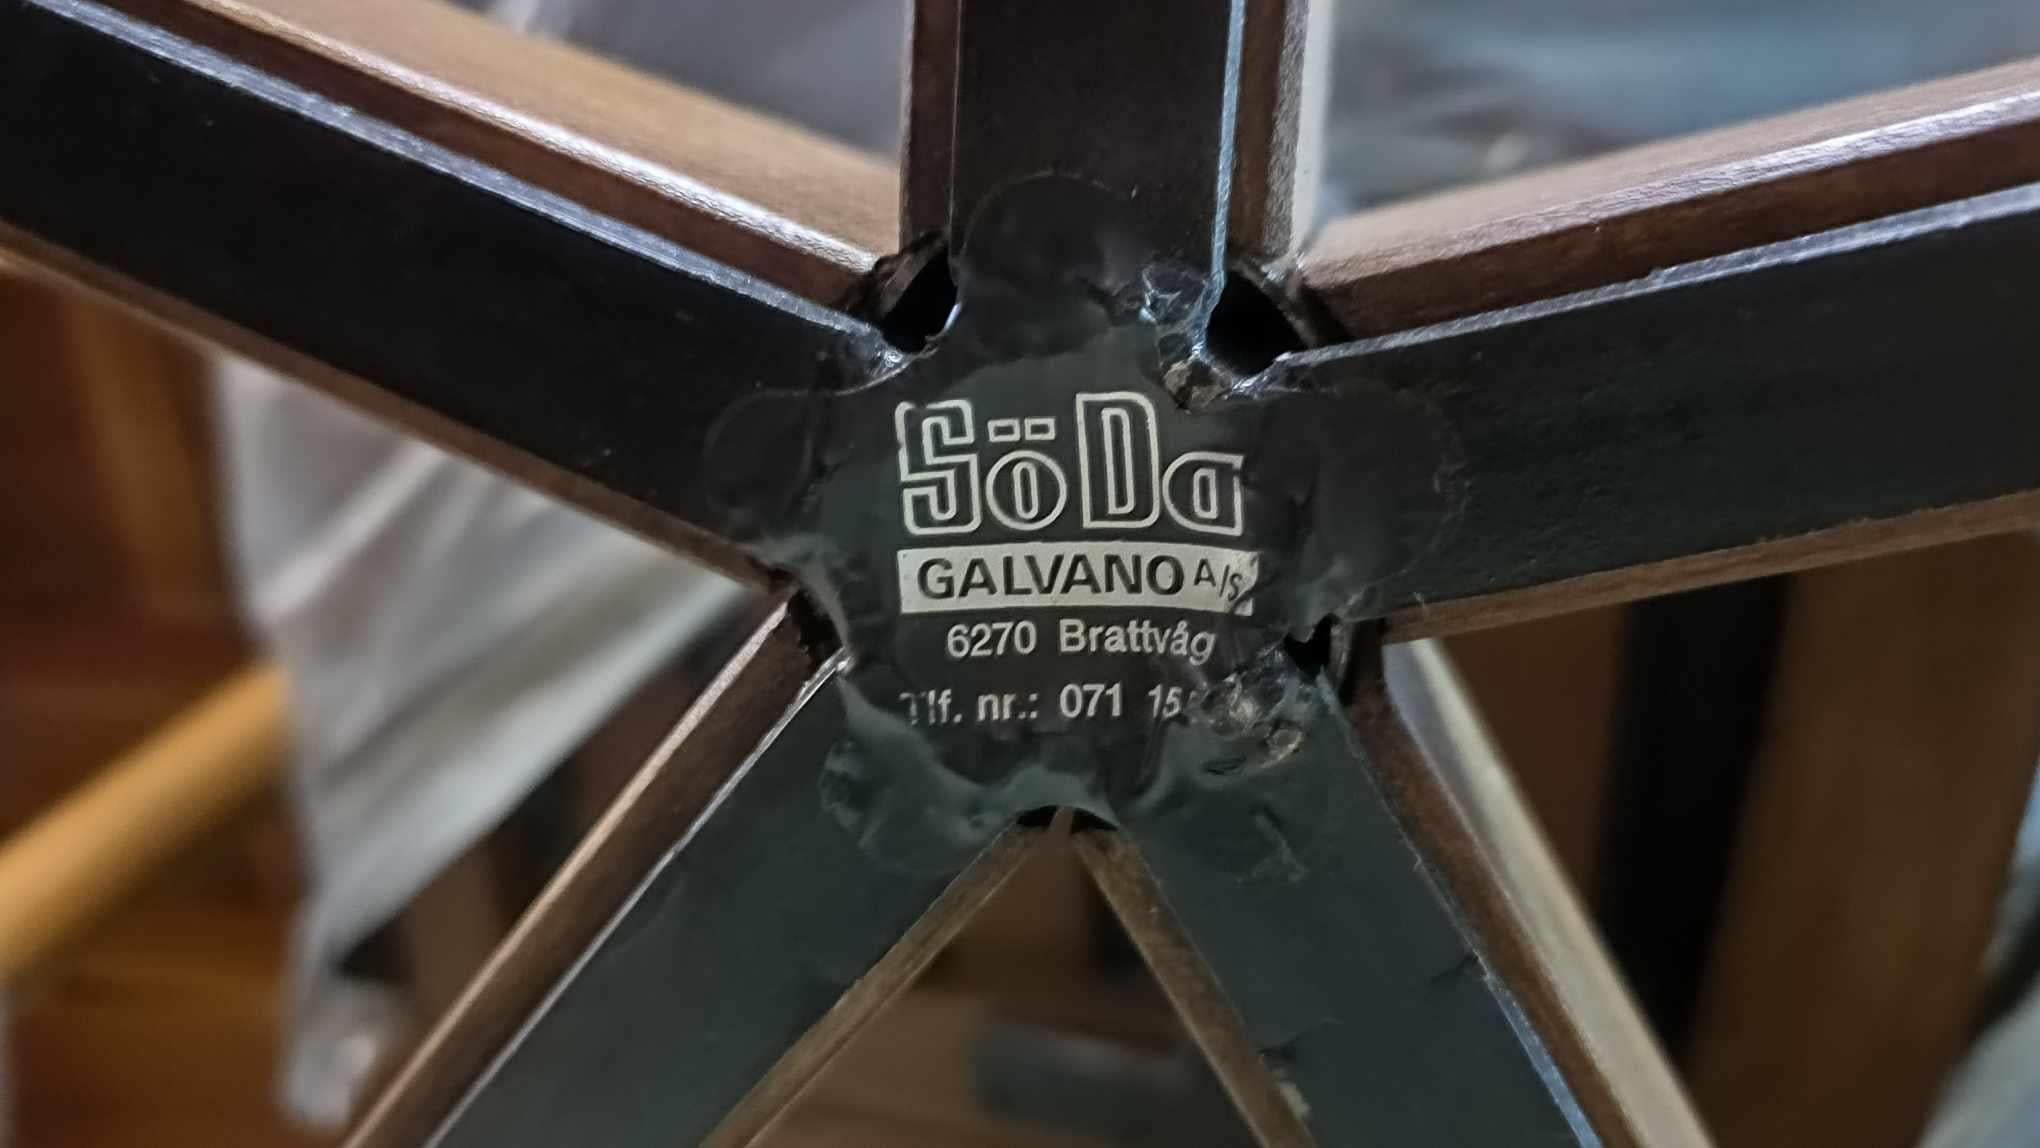 SöDa
GALVANO A/S
6270 Brattvåg
Tlf. nr.: 071